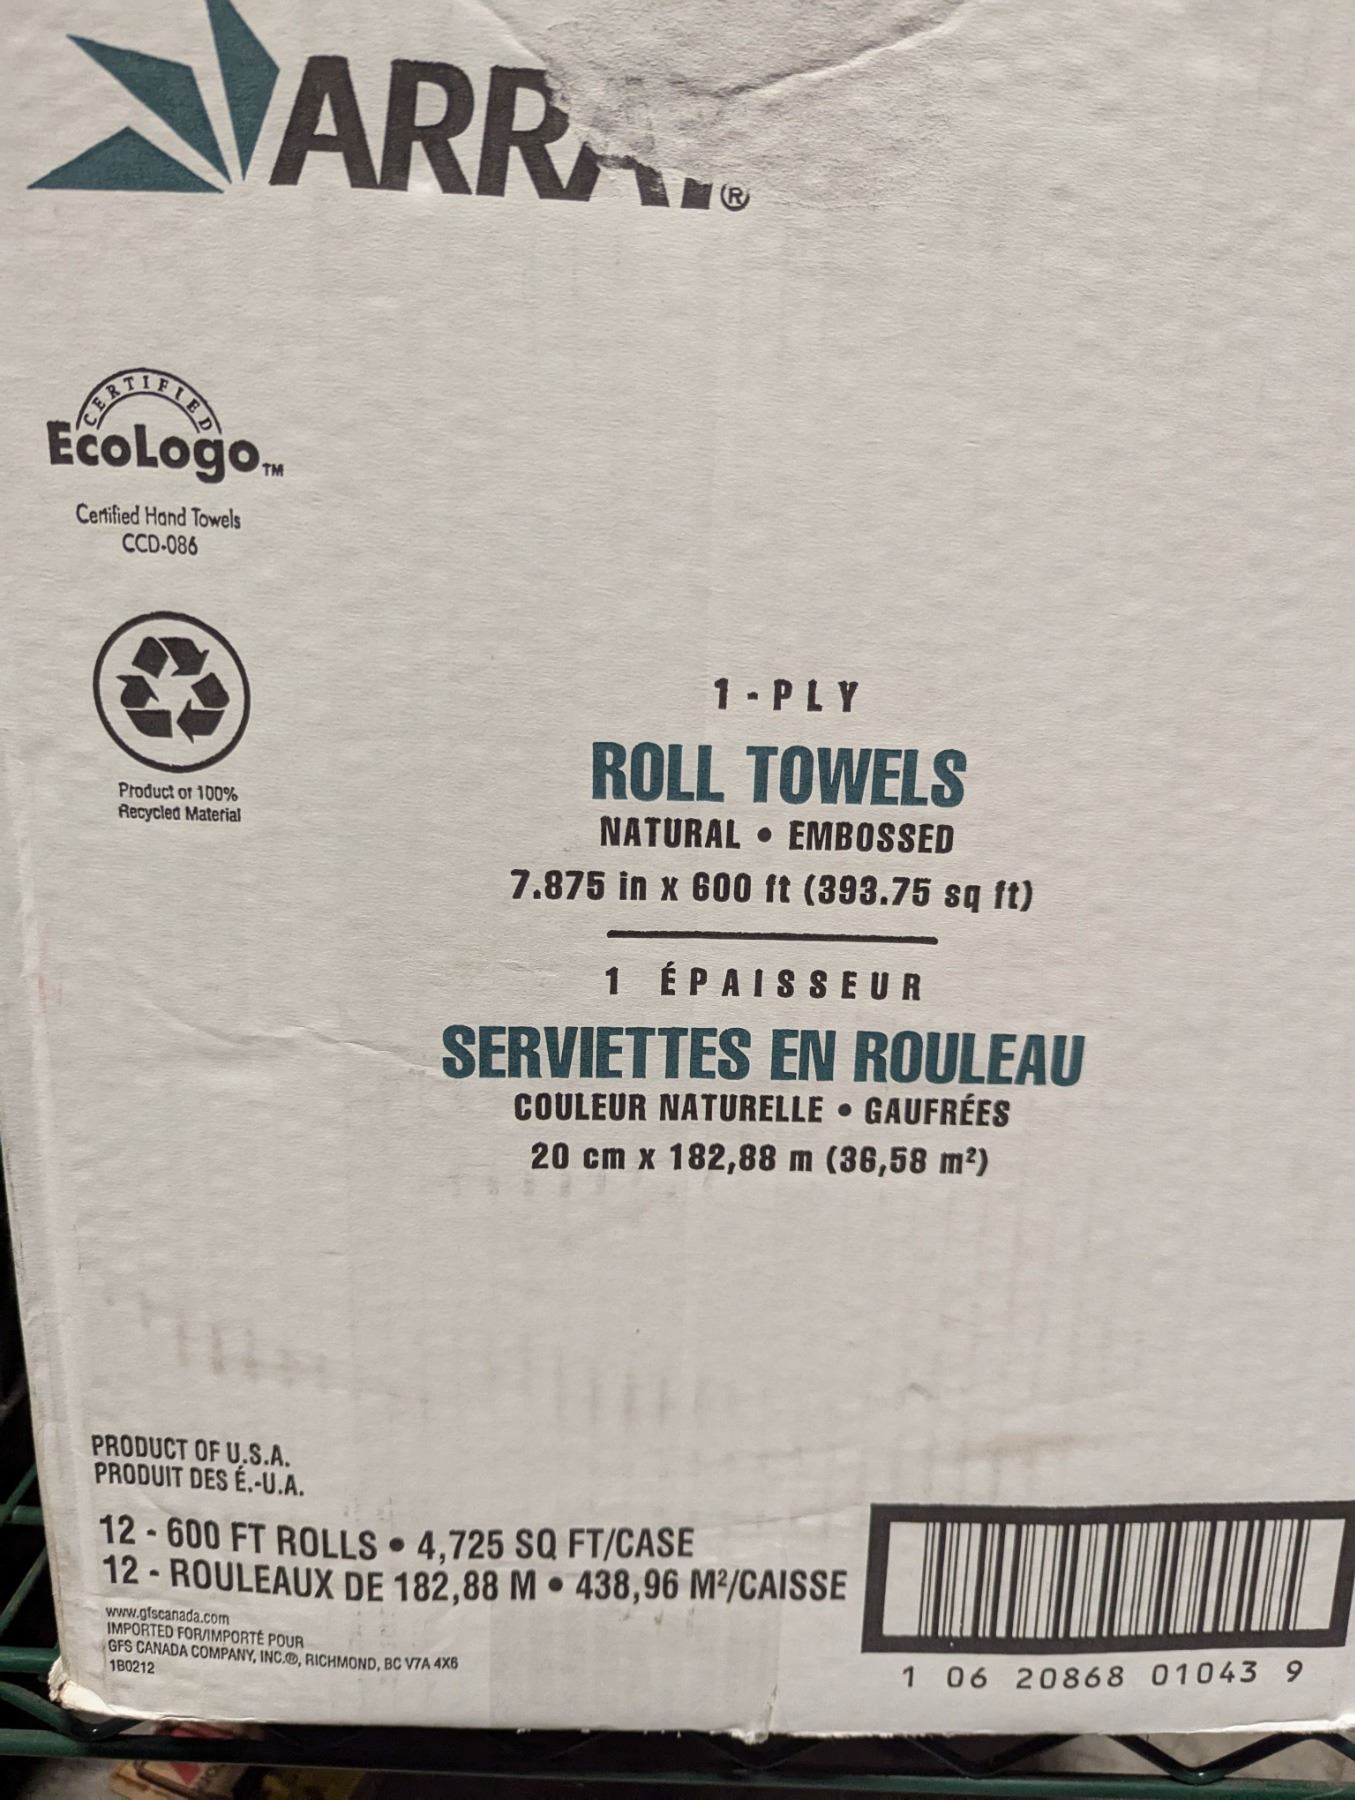 ARRAY®
CERTIFIED
EcoLogo™
Certified Hand Towels
CCD-086
Product of 100%
Recycled Material
1-PLY
ROLL TOWELS
NATURAL • EMBOSSED
7.875 in x 600 ft (393.75 sq ft)
1 ÉPAISSEUR
SERVIETTES EN ROULEAU
COULEUR NATURELLE • GAUFRÉES
20 cm x 182,88 m (36,58 m²)
PRODUCT OF U.S.A.
PRODUIT DES É.-U.A.
12 - 600 FT ROLLS • 4,725 SQ FT/CASE
12 - ROULEAUX DE 182,88 M • 438,96 M²/CAISSE
www.gfscanada.com
IMPORTED FOR/IMPORTÉ POUR
GFS CANADA COMPANY, INC.®, RICHMOND, BC V7A 4X6
1B0212
1 06 20868 01043 9